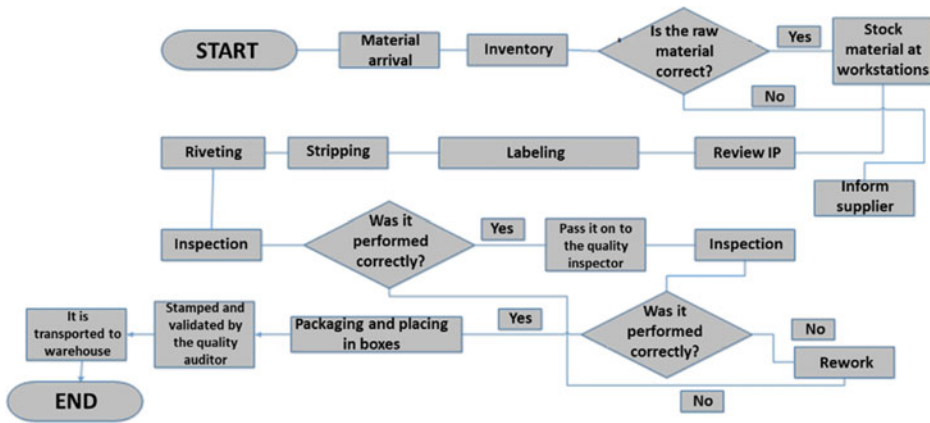 START
Material
arrival
Inventory
Is the raw
material
correct?
Yes
Stock
material at
workstations
No
Riveting
Stripping
Labeling
Review IP
Inform
supplier
Inspection
Was it
performed
correctly?
Yes
Pass it on to
the quality
inspector
Inspection
It is
transported to
warehouse
Stamped and
validated by
the quality
auditor
Packaging and placing
in boxes
Yes
Was it
performed
correctly?
No
Rework
No
END